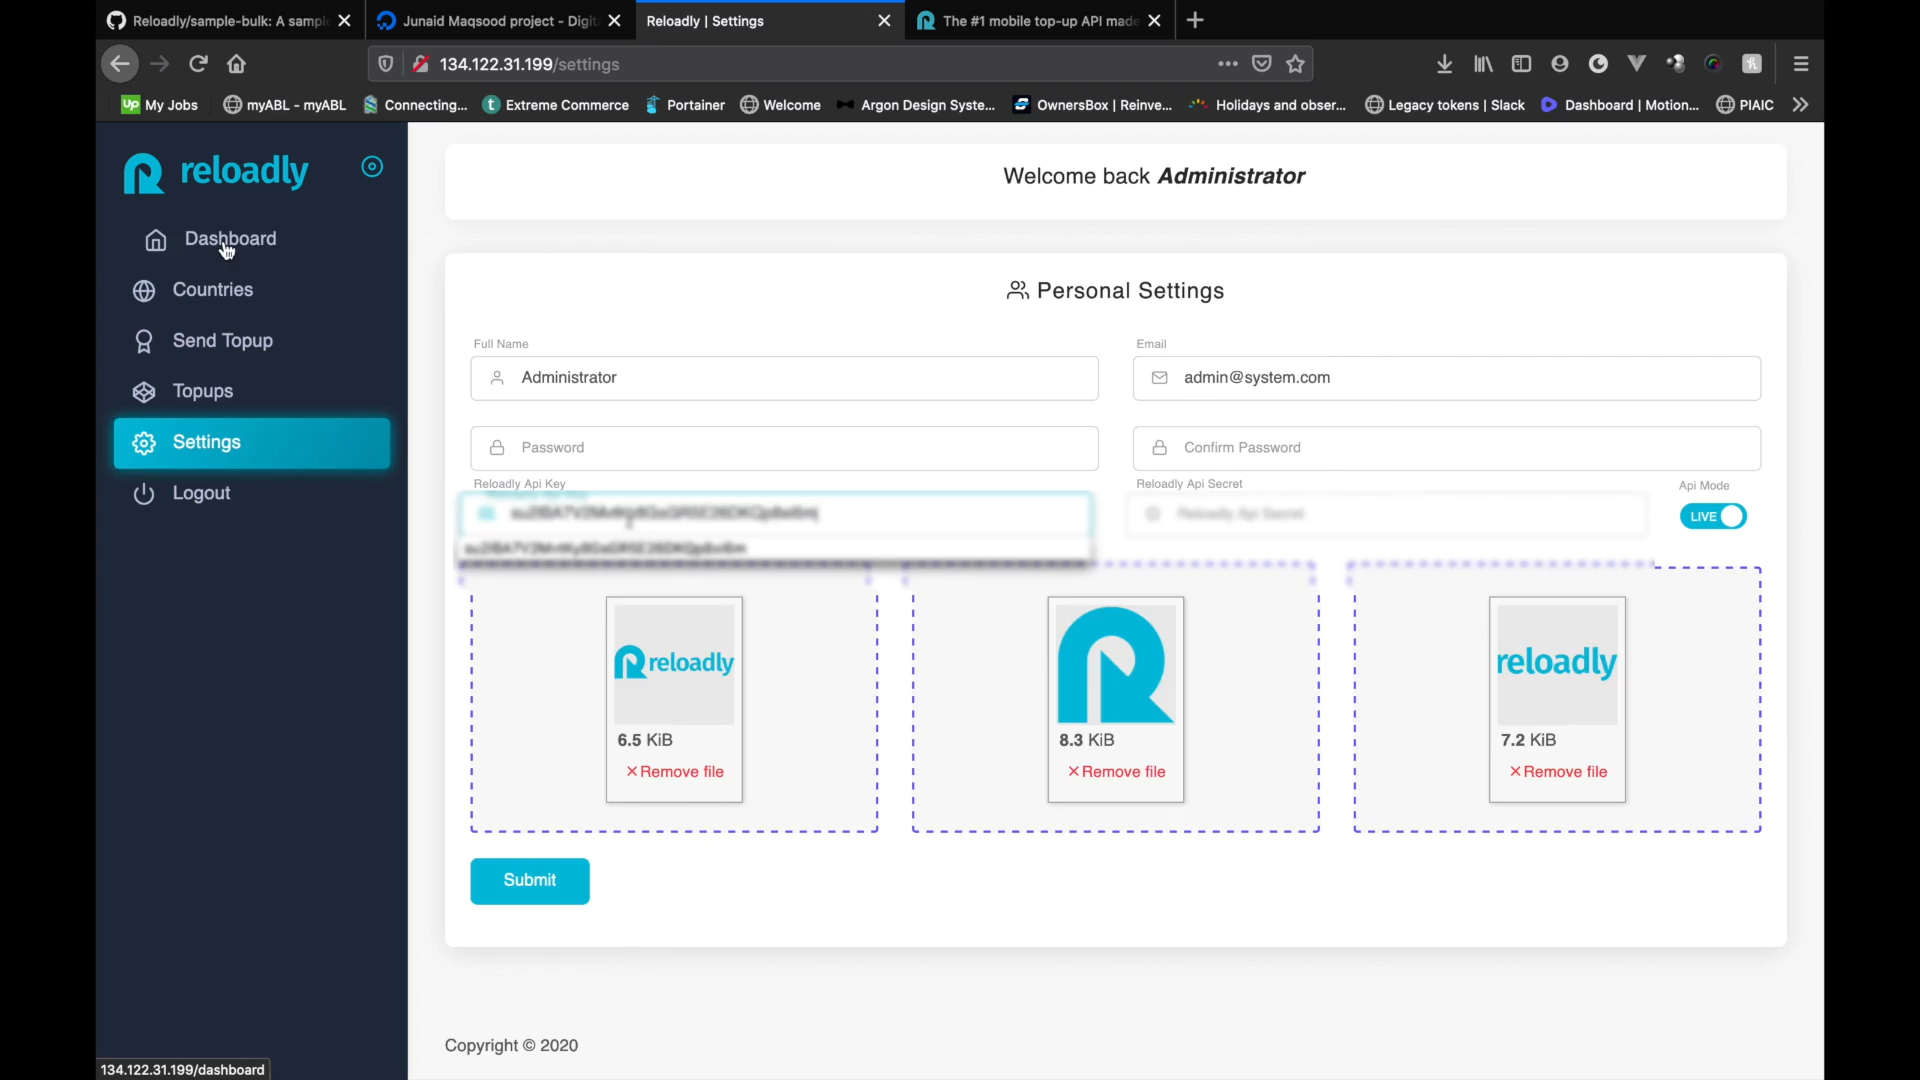 Reloadly/sample-bulk: A sampl
Junaid Maqsood project - Digit
Reloadly | Settings
The #1 mobile top-up API made
134.122.31.199/settings
Up My Jobs
myABL - myABL
Connecting...
t Extreme Commerce
Portainer
Welcome
Argon Design Syste...
OwnersBox | Reinve...
Holidays and obser...
Legacy tokens | Slack
Dashboard | Motion...
PIAIC
reloadly
Dashboard
Countries
Send Topup
Topups
Settings
Logout
Welcome back Administrator
Personal Settings
Full Name
Administrator
Email
admin@system.com
Password
Confirm Password
Reloadly Api Key
Reloadly Api Secret
Reloadly Api Secret
Api Mode
LIVE
reloadly
6.5 KiB
Remove file
8.3 KiB
Remove file
reloadly
7.2 KiB
Remove file
Submit
Copyright © 2020
134.122.31.199/dashboard